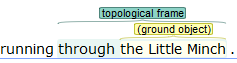 topological frame
(ground object)
running through the Little Minch .